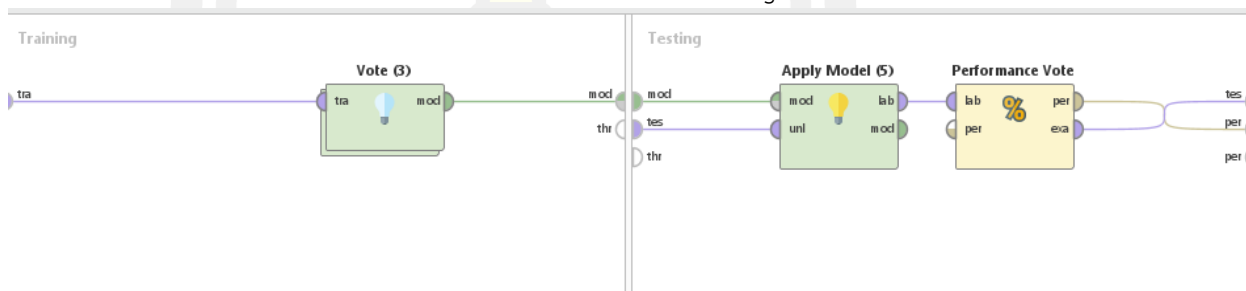 Training
Vote (3)
tra
tra
mod
mod
thr
Testing
Apply Model (5)
Performance Vote
mod
tes
thr
mod
lab
unl
mod
lab
per
%
per
exa
tes
per
per